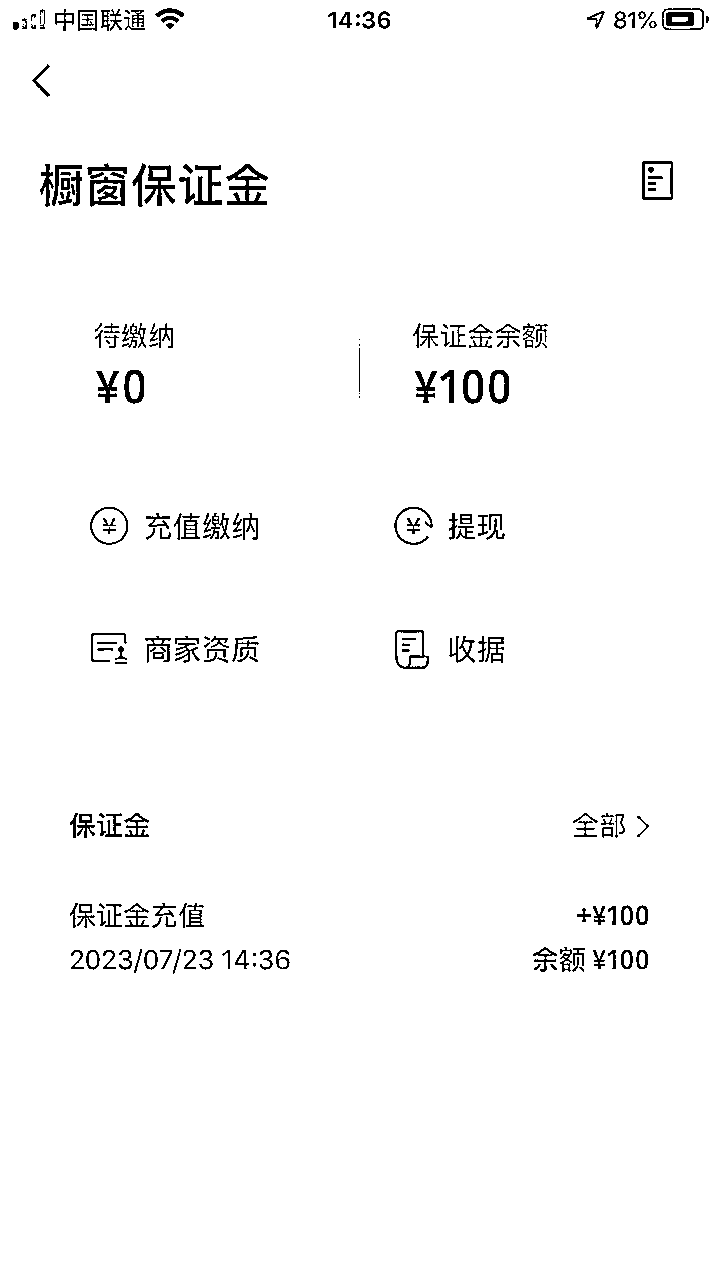 中国联通 14:36 81%
橱窗保证金
待缴纳 保证金余额
¥0 ¥100
充值缴纳 提现
商家资质 收据
保证金 全部
保证金充值 +¥100
2023/07/23 14:36 余额 ¥100